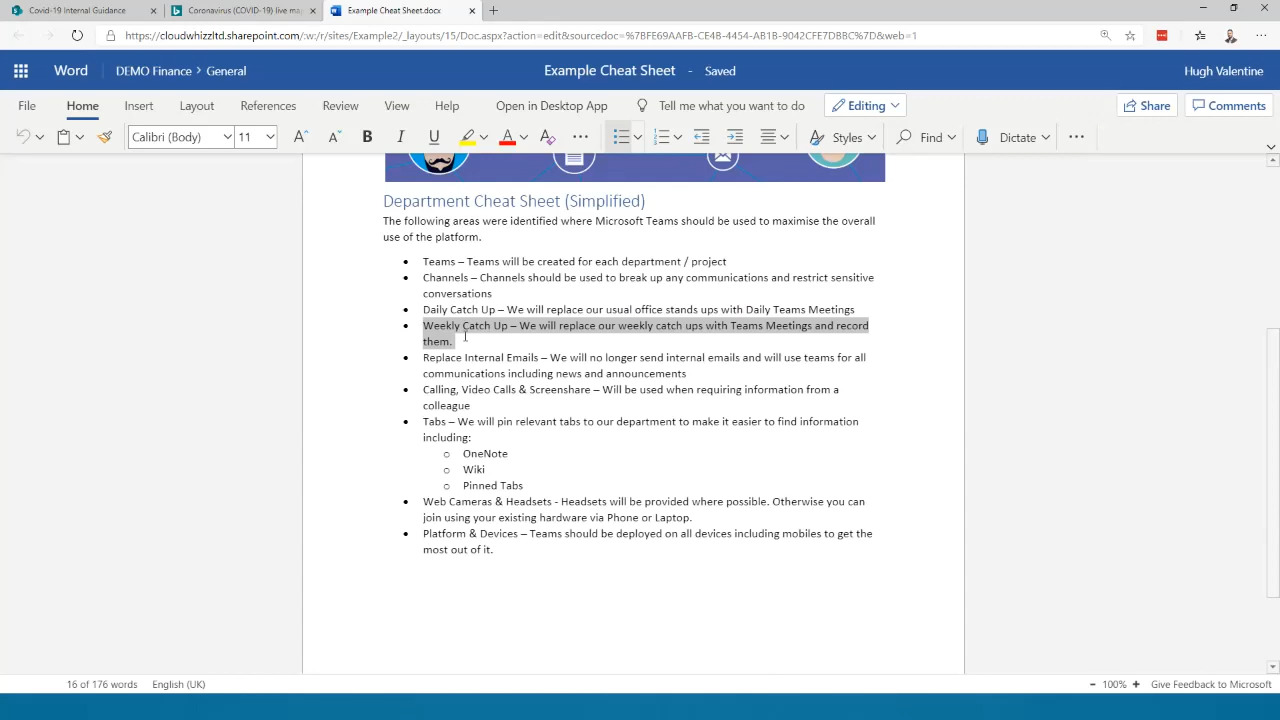 Covid-19 Internal Guidance
Coronavirus (COVID-19) live map
Example Cheat Sheet.docx
https://cloudwhizzltd.sharepoint.com/:w:/r/sites/Example2/_layouts/15/Doc.aspx?action=edit&sourcedoc=%7BFE69AAFB-CE4B-4454-AB1B-9042CFE7DBBC%7D&web=1
Word DEMO Finance > General Example Cheat Sheet - Saved Hugh Valentine
File Home Insert Layout References Review View Help Open in Desktop App Tell me what you want to do Editing Share Comments
Calibri (Body) 11 B I U A Styles Find Dictate
Department Cheat Sheet (Simplified)
The following areas were identified where Microsoft Teams should be used to maximise the overall
use of the platform.
• Teams – Teams will be created for each department / project
• Channels – Channels should be used to break up any communications and restrict sensitive
conversations
• Daily Catch Up – We will replace our usual office stands ups with Daily Teams Meetings
• Weekly Catch Up – We will replace our weekly catch ups with Teams Meetings and record
them.
• Replace Internal Emails – We will no longer send internal emails and will use teams for all
communications including news and announcements
• Calling, Video Calls & Screenshare – Will be used when requiring information from a
colleague
• Tabs – We will pin relevant tabs to our department to make it easier to find information
including:
o OneNote
o Wiki
o Pinned Tabs
• Web Cameras & Headsets - Headsets will be provided where possible. Otherwise you can
join using your existing hardware via Phone or Laptop.
• Platform & Devices – Teams should be deployed on all devices including mobiles to get the
most out of it.
16 of 176 words English (UK) - 100% + Give Feedback to Microsoft